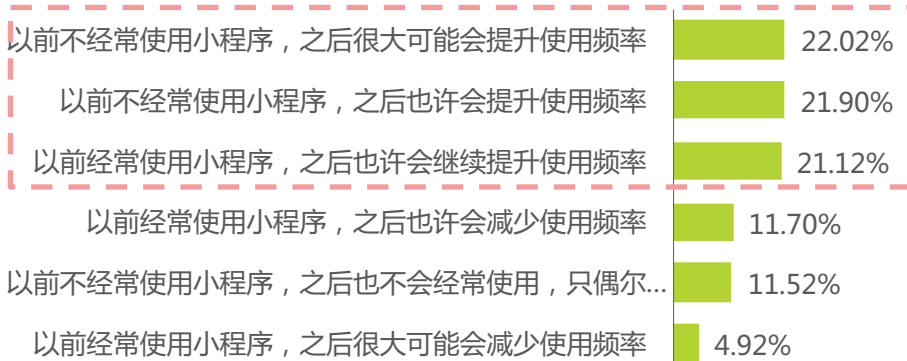 以前不经常使用小程序，之后很大可能会提升使用频率 22.02%
以前不经常使用小程序，之后也许会提升使用频率 21.90%
以前经常使用小程序，之后也许会继续提升使用频率 21.12%
以前经常使用小程序，之后也许会减少使用频率 11.70%
以前不经常使用小程序，之后也不会经常使用，只偶尔... 11.52%
以前经常使用小程序，之后很大可能会减少使用频率 4.92%